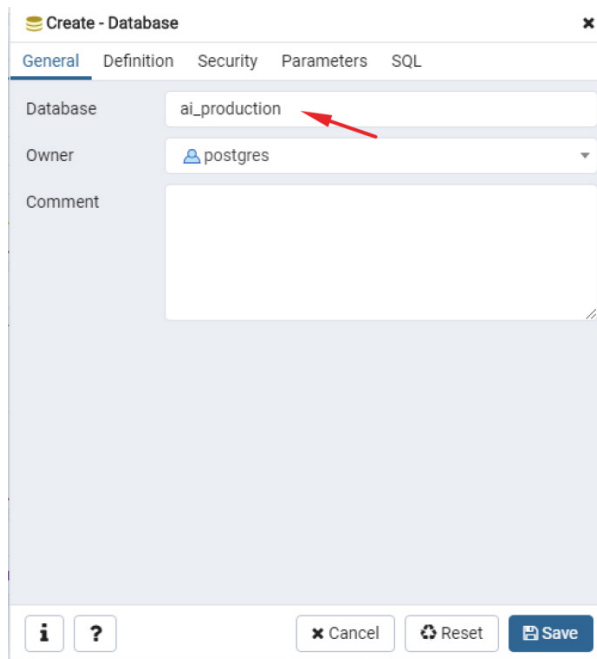 Create - Database
General Definition Security Parameters SQL
Database ai_production
Owner postgres
Comment
i ? Cancel Reset Save